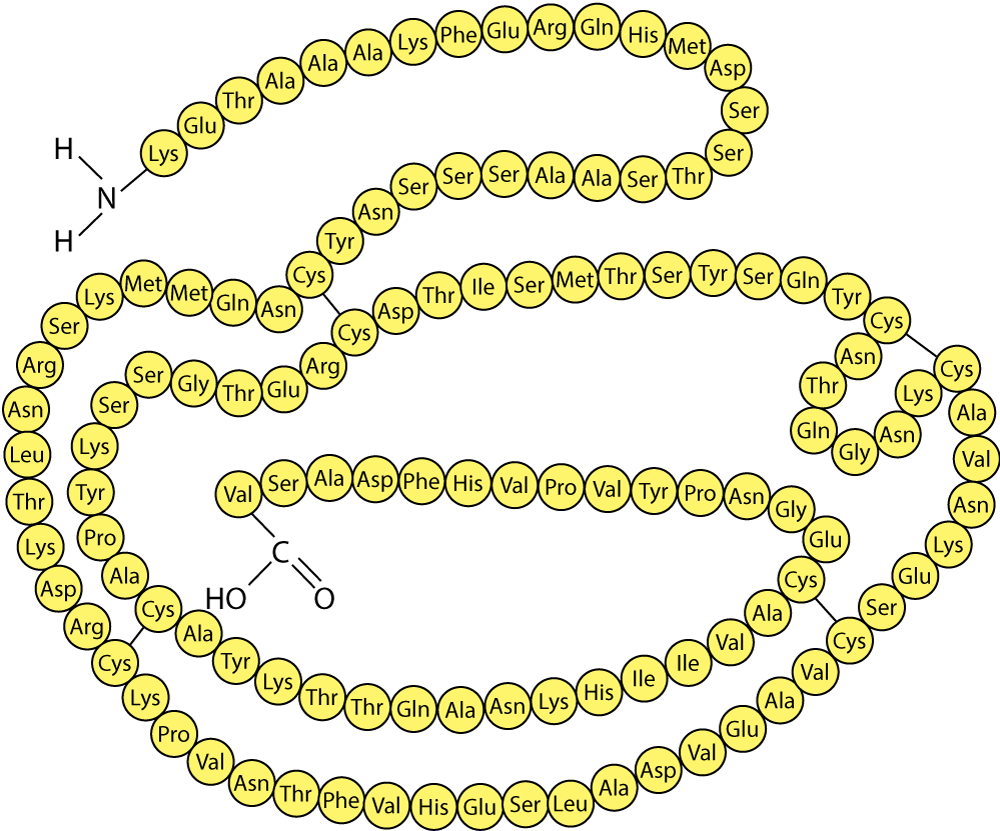 H
N
H
Lys Glu Thr Ala Ala Ala Lys Phe Glu Arg Gln His Met Asp Ser
Ser Thr Ser Ala Ala Ser Ser Ser Asn Tyr Cys
Asn Gln Met Met Lys Ser Arg Asn Leu Thr Lys Asp Arg Cys
Lys Pro Val Asn Thr Phe Val His Glu Ser Leu Ala Asp Val Glu Ala Val Cys
Ser Glu Lys Asn Val Ala Cys
Lys Asn Gly Gln Thr Asn Cys
Tyr Gln Ser Tyr Ser Thr Met Ser Ile Thr Asp Cys
Arg Glu Thr Gly Ser Ser Lys Tyr Pro Ala Cys
Ala Tyr Lys Thr Thr Gln Ala Asn Lys His Ile Ile Val Ala Cys
Glu Gly Asn Pro Tyr Val Pro Val His Phe Asp Ala Ser Val
C
HO
O